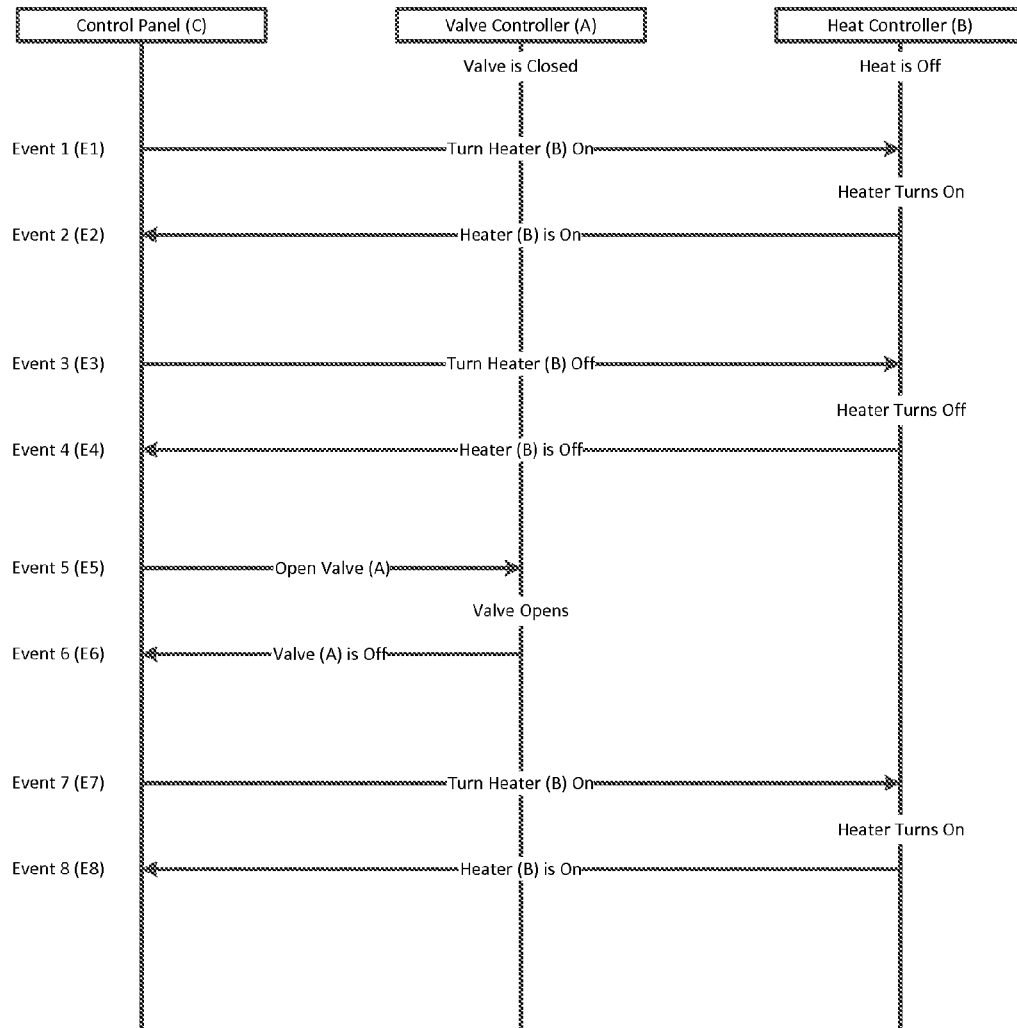 Control Panel (C)
Valve Controller (A)
Heat Controller (B)
Valve is Closed
Heat is Off
Event 1 (E1)
Turn Heater (B) On
Heater Turns On
Event 2 (E2)
Heater (B) is On
Event 3 (E3)
Turn Heater (B) Off
Heater Turns Off
Event 4 (E4)
Heater (B) is Off
Event 5 (E5)
Open Valve (A)
Valve Opens
Event 6 (E6)
Valve (A) is Off
Event 7 (E7)
Turn Heater (B) On
Heater Turns On
Event 8 (E8)
Heater (B) is On